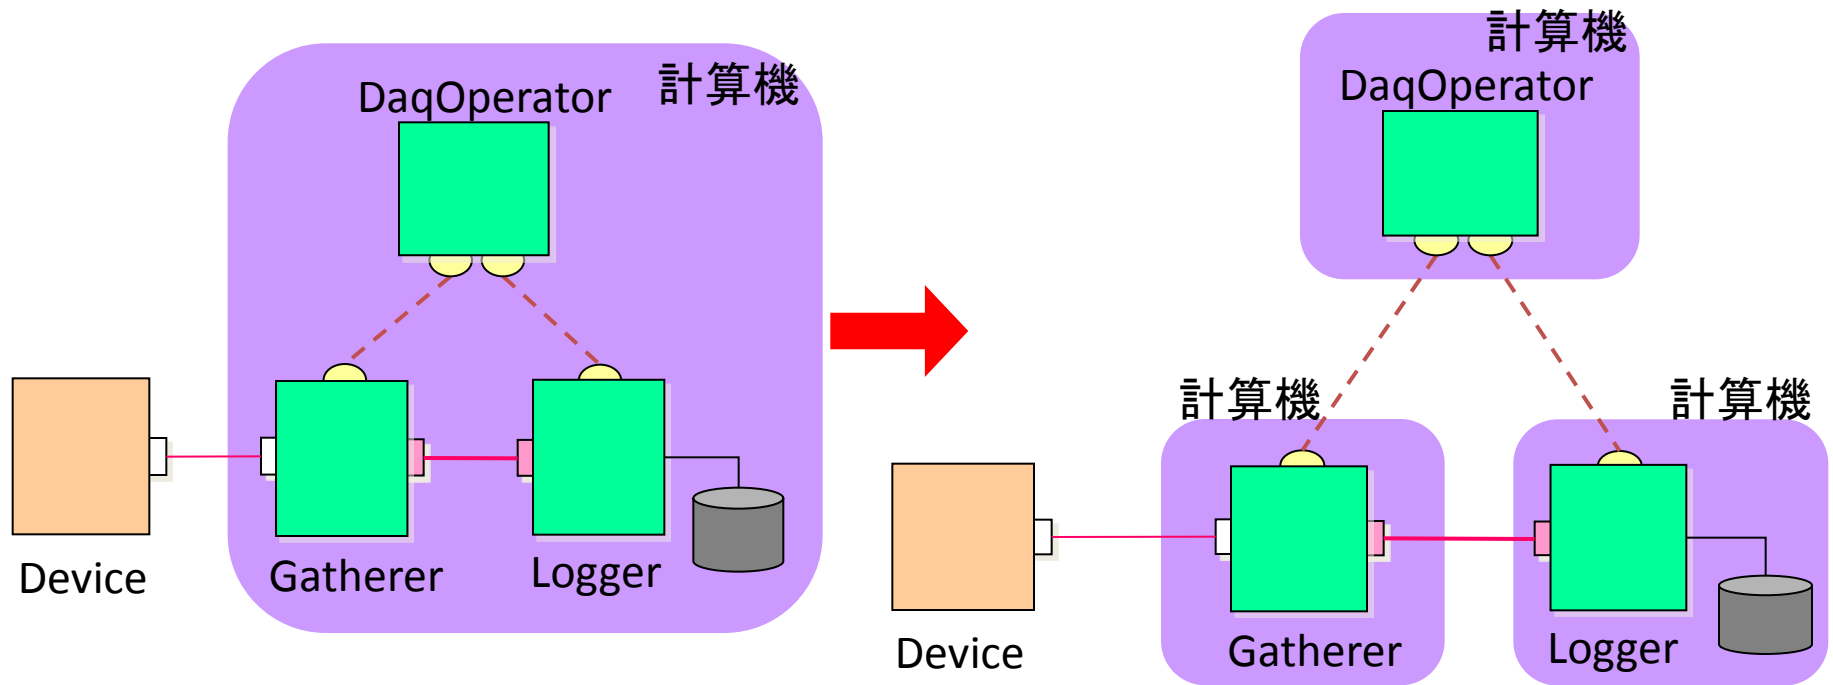 計算機
DaqOperator
Device
Gatherer
Logger
計算機
DaqOperator
計算機
計算機
Device
Gatherer
Logger